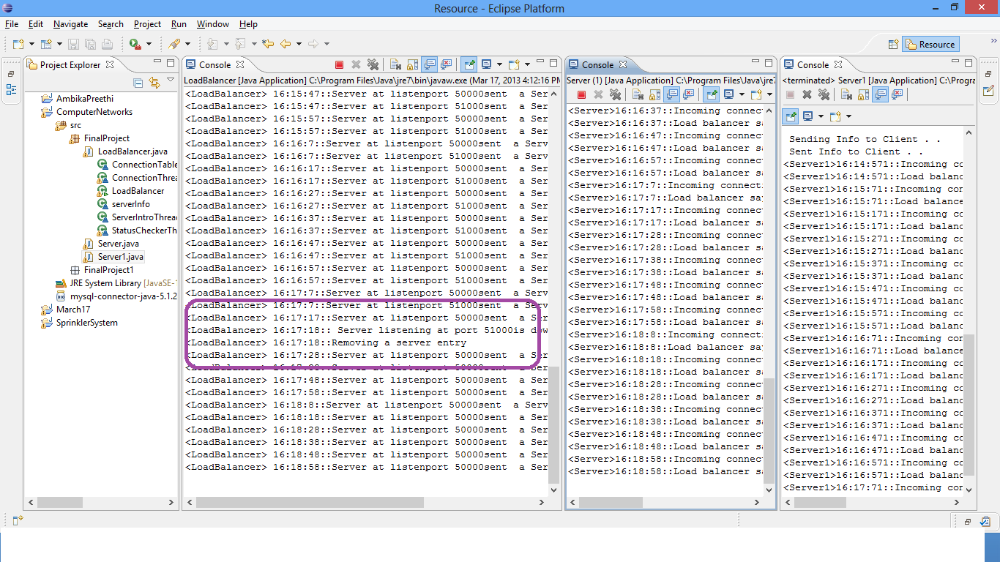 Resource - Eclipse Platform
File Edit Navigate Search Project Run Window Help
Resource
Project Explorer
AmbikaPreethi
ComputerNetworks
src
FinalProject
LoadBalancer.java
ConnectionTable
ConnectionThrea
LoadBalancer
serverInfo
ServerIntroThreac
StatusCheckerTh
Server.java
Server1.java
FinalProject1
JRE System Library [JavaSE-1
mysql-connector-java-5.1.2
March17
SprinklerSystem
Console
LoadBalancer [Java Application] C:\Program Files\Java\jre7\bin\javaw.exe (Mar 17, 2013 4:12:16 PM
<LoadBalancer> 16:15:47::Server at listenport 50000sent  a Ser
<LoadBalancer> 16:15:47::Server at listenport 51000sent  a Ser
<LoadBalancer> 16:15:57::Server at listenport 50000sent  a Ser
<LoadBalancer> 16:15:57::Server at listenport 51000sent  a Ser
<LoadBalancer> 16:16:7::Server at listenport 50000sent  a Serv
<LoadBalancer> 16:16:7::Server at listenport 51000sent  a Serv
<LoadBalancer> 16:16:17::Server at listenport 50000sent  a Ser
<LoadBalancer> 16:16:17::Server at listenport 51000sent  a Ser
<LoadBalancer> 16:16:27::Server at listenport 50000sent  a Ser
<LoadBalancer> 16:16:27::Server at listenport 51000sent  a Ser
<LoadBalancer> 16:16:37::Server at listenport 50000sent  a Ser
<LoadBalancer> 16:16:37::Server at listenport 51000sent  a Ser
<LoadBalancer> 16:16:47::Server at listenport 50000sent  a Ser
<LoadBalancer> 16:16:47::Server at listenport 51000sent  a Ser
<LoadBalancer> 16:16:57::Server at listenport 50000sent  a Ser
<LoadBalancer> 16:16:57::Server at listenport 51000sent  a Ser
<LoadBalancer> 16:17:7::Server at listenport 50000sent  a Serv
<LoadBalancer> 16:17:7::Server at listenport 51000sent  a Serv
<LoadBalancer> 16:17:17::Server at listenport 50000sent  a Ser
<LoadBalancer> 16:17:18:: Server listening at port 51000is dow
<LoadBalancer> 16:17:18::Removing a server entry
<LoadBalancer> 16:17:28::Server at listenport 50000sent  a Ser
<LoadBalancer> 16:17:38::Server at listenport 50000sent  a Ser
<LoadBalancer> 16:17:48::Server at listenport 50000sent  a Ser
<LoadBalancer> 16:17:58::Server at listenport 50000sent  a Ser
<LoadBalancer> 16:18:8::Server at listenport 50000sent  a Serv
<LoadBalancer> 16:18:18::Server at listenport 50000sent  a Ser
<LoadBalancer> 16:18:28::Server at listenport 50000sent  a Ser
<LoadBalancer> 16:18:38::Server at listenport 50000sent  a Ser
<LoadBalancer> 16:18:48::Server at listenport 50000sent  a Ser
<LoadBalancer> 16:18:58::Server at listenport 50000sent  a Ser
Console
Server (1) [Java Application] C:\Program Files\Java\jre7
<Server>16:16:37::Incoming connect
<Server>16:16:37::Load balancer sa
<Server>16:16:47::Incoming connect
<Server>16:16:47::Load balancer sa
<Server>16:16:57::Incoming connect
<Server>16:16:57::Load balancer sa
<Server>16:17:7::Incoming connecti
<Server>16:17:7::Load balancer say
<Server>16:17:17::Incoming connect
<Server>16:17:17::Load balancer sa
<Server>16:17:28::Incoming connect
<Server>16:17:28::Load balancer sa
<Server>16:17:38::Incoming connect
<Server>16:17:38::Load balancer sa
<Server>16:17:48::Incoming connect
<Server>16:17:48::Load balancer sa
<Server>16:17:58::Incoming connect
<Server>16:17:58::Load balancer sa
<Server>16:18:8::Incoming connecti
<Server>16:18:8::Load balancer say
<Server>16:18:18::Incoming connect
<Server>16:18:18::Load balancer sa
<Server>16:18:28::Incoming connect
<Server>16:18:28::Load balancer sa
<Server>16:18:38::Incoming connect
<Server>16:18:38::Load balancer sa
<Server>16:18:48::Incoming connect
<Server>16:18:48::Load balancer sa
<Server>16:18:58::Incoming connect
<Server>16:18:58::Load balancer sa
Console
<terminated> Server1 [Java Application] C:\Progra
Sending Info to Client . .
Sent Info to Client . .
<Server1>16:14:571::Incoming co
<Server1>16:14:571::Load balanc
<Server1>16:15:71::Incoming con
<Server1>16:15:71::Load balance
<Server1>16:15:171::Incoming co
<Server1>16:15:171::Load balanc
<Server1>16:15:271::Incoming co
<Server1>16:15:271::Load balanc
<Server1>16:15:371::Incoming co
<Server1>16:15:371::Load balanc
<Server1>16:15:471::Incoming co
<Server1>16:15:471::Load balanc
<Server1>16:15:571::Incoming co
<Server1>16:15:571::Load balanc
<Server1>16:16:71::Incoming con
<Server1>16:16:71::Load balance
<Server1>16:16:171::Incoming co
<Server1>16:16:171::Load balanc
<Server1>16:16:271::Incoming co
<Server1>16:16:271::Load balanc
<Server1>16:16:371::Incoming co
<Server1>16:16:371::Load balanc
<Server1>16:16:471::Incoming co
<Server1>16:16:471::Load balanc
<Server1>16:16:571::Incoming co
<Server1>16:16:571::Load balanc
<Server1>16:17:71::Incoming con